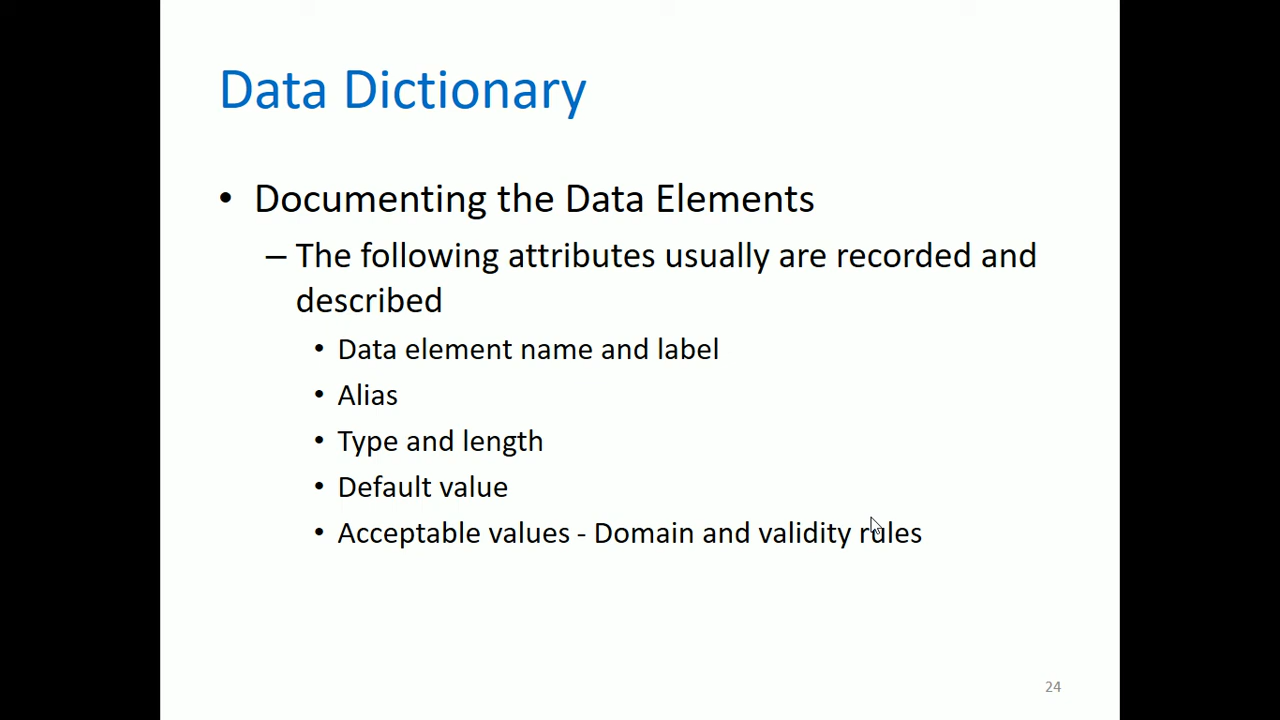 Data Dictionary
• Documenting the Data Elements
– The following attributes usually are recorded and
described
• Data element name and label
• Alias
• Type and length
• Default value
• Acceptable values - Domain and validity rules
24